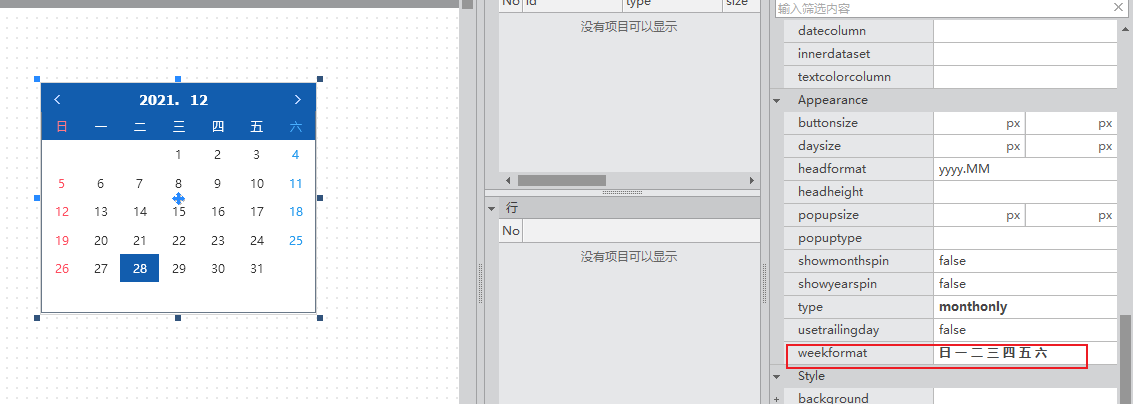 2021. 12
日 一 二 三 四 五 六
1 2 3 4
5 6 7 8 9 10 11
12 13 14 15 16 17 18
19 20 21 22 23 24 25
26 27 28 29 30 31
No id type size
没有项目可以显示
行
No
没有项目可以显示
输入筛选内容
datecolumn
innerdataset
textcolorcolumn
Appearance
buttonsize px px
daysize px px
headformat yyyy.MM
headheight
popupsize px px
popuptype
showmonthspin false
showyearspin false
type monthonly
usetrailingday false
weekformat 日 一 二 三 四 五 六
Style
background